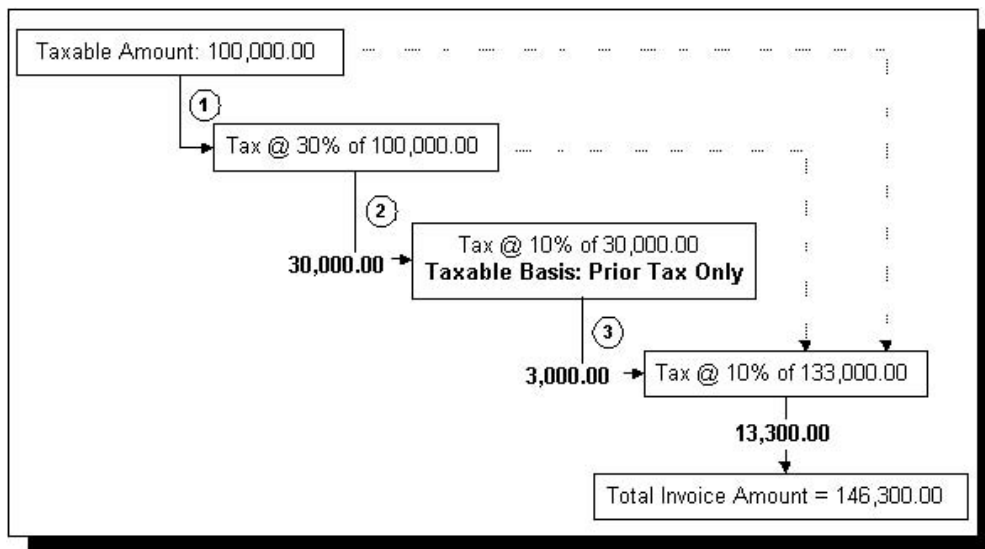 Taxable Amount: 100,000.00
1
Tax @ 30% of 100,000.00
2
30,000.00
Tax @ 10% of 30,000.00
Taxable Basis: Prior Tax Only
3
3,000.00
Tax @ 10% of 133,000.00
13,300.00
Total Invoice Amount = 146,300.00